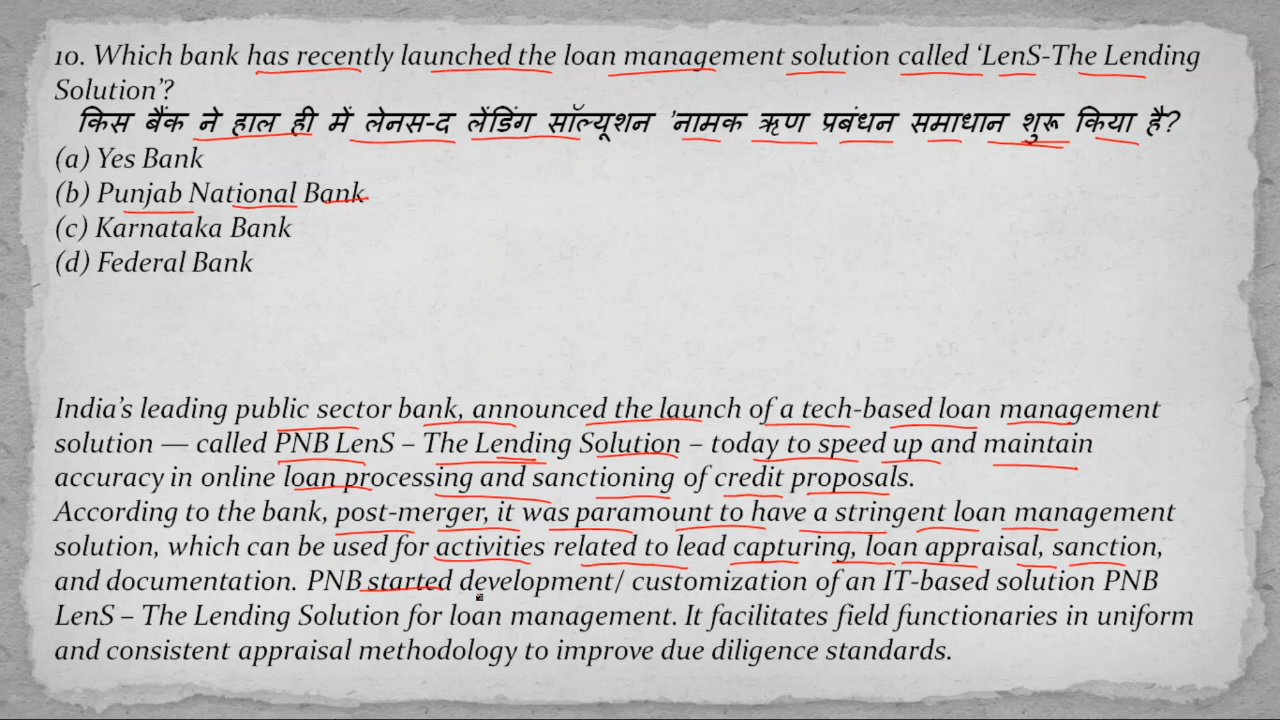 10. Which bank has recently launched the loan management solution called ‘LenS-The Lending
Solution’?
किस बैंक ने हाल ही में लेनस-द लेंडिंग सॉल्यूशन 'नामक ऋण प्रबंधन समाधान शुरू किया है?
(a) Yes Bank
(b) Punjab National Bank
(c) Karnataka Bank
(d) Federal Bank
India’s leading public sector bank, announced the launch of a tech-based loan management
solution — called PNB LenS – The Lending Solution – today to speed up and maintain
accuracy in online loan processing and sanctioning of credit proposals.
According to the bank, post-merger, it was paramount to have a stringent loan management
solution, which can be used for activities related to lead capturing, loan appraisal, sanction,
and documentation. PNB started development/ customization of an IT-based solution PNB
LenS – The Lending Solution for loan management. It facilitates field functionaries in uniform
and consistent appraisal methodology to improve due diligence standards.